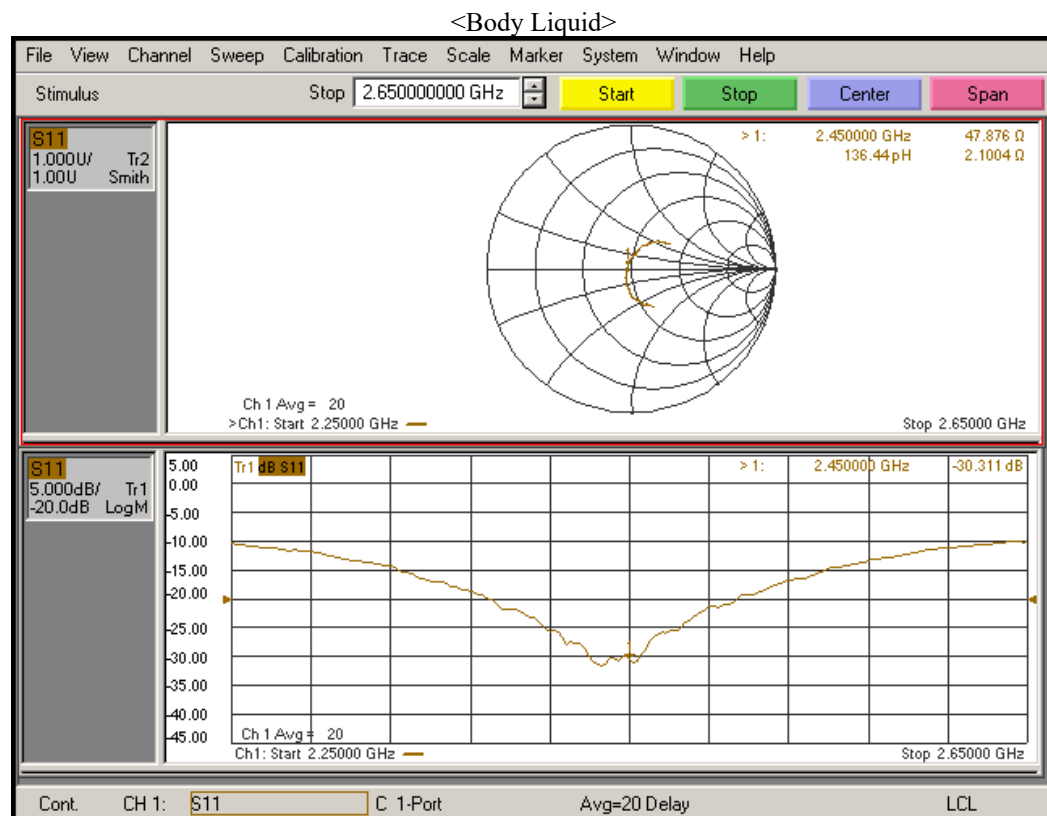 <Body Liquid>
File View Channel Sweep Calibration Trace Scale Marker System Window Help
Stimulus Stop 2.650000000 GHz Start Stop Center Span
S11
1.000U/ Tr2
1.00U Smith
> 1: 2.450000 GHz 47.876 Ω
136.44 pH 2.1004 Ω
Ch 1 Avg = 20
>Ch1: Start 2.25000 GHz Stop 2.65000 GHz
S11
5.000dB/ Tr1
-20.0dB LogM
5.00
0.00
-5.00
-10.00
-15.00
-20.00
-25.00
-30.00
-35.00
-40.00
-45.00
Tr1 dB S11 > 1: 2.450000 GHz -30.311 dB
Ch 1 Avg = 20
Ch1: Start 2.25000 GHz Stop 2.65000 GHz
Cont. CH 1: S11 C 1-Port Avg=20 Delay LCL